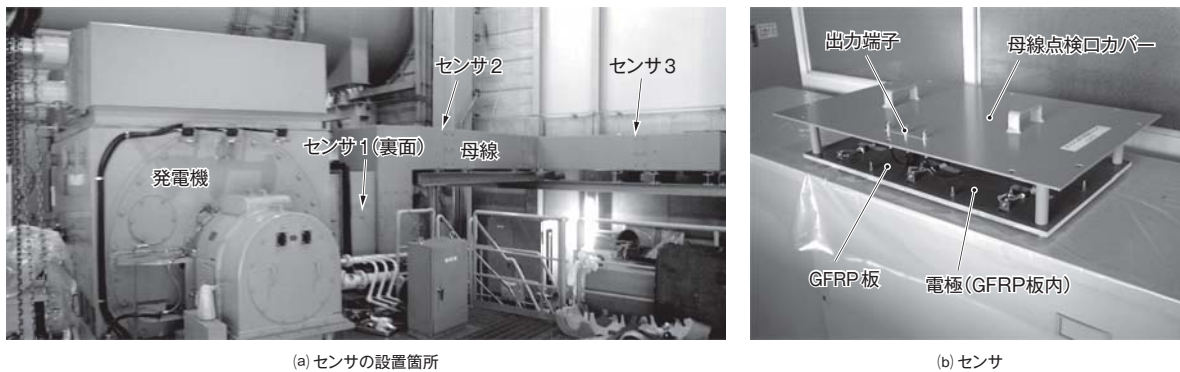 センサ2
センサ3
センサ1(裏面)
母線
発電機
(a) センサの設置箇所
出力端子
母線点検口カバー
GFRP板
電極(GFRP板内)
(b) センサ